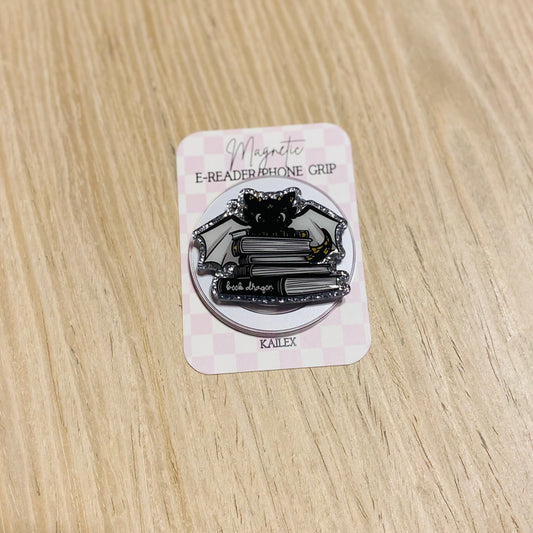 Magnetic
E-READER/PHONE GRIP
book dragon
KAILEX